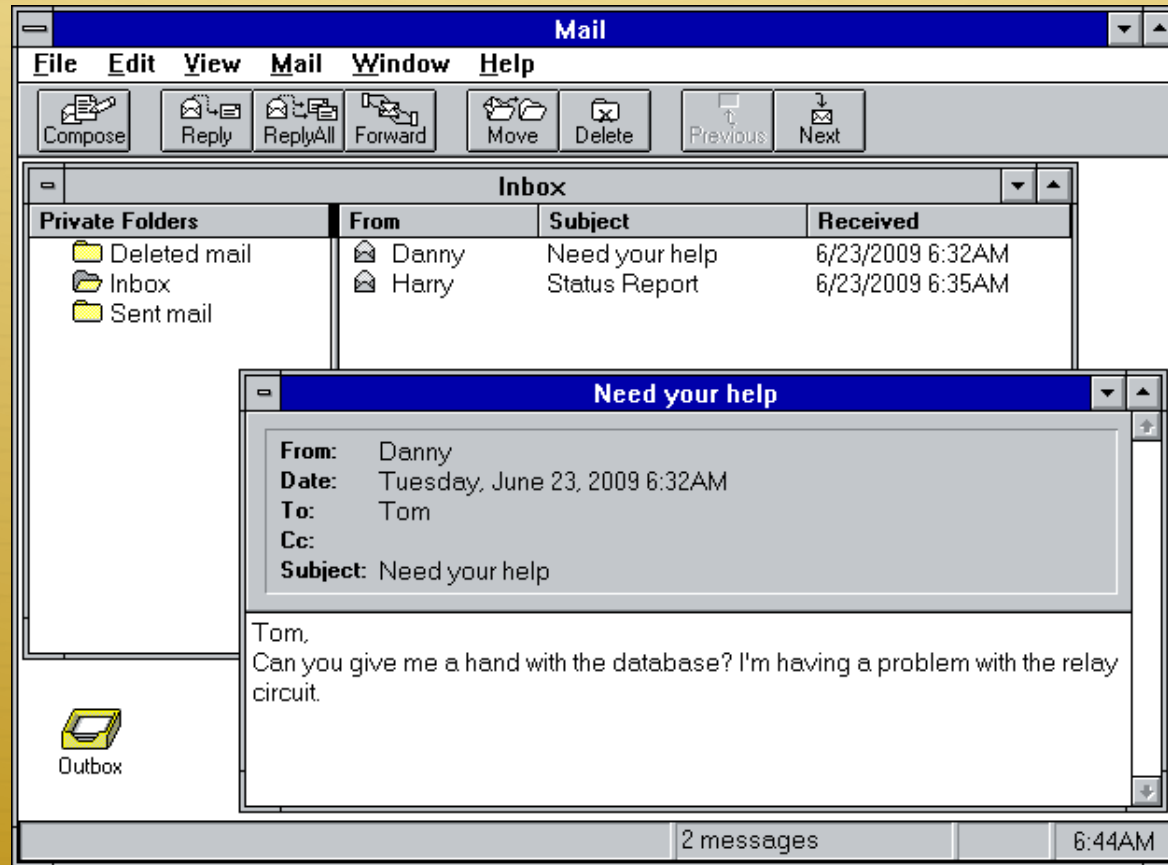 Mail
File Edit View Mail Window Help
Compose Reply ReplyAll Forward Move Delete Previous Next
Inbox
Private Folders From Subject Received
Deleted mail Danny Need your help 6/23/2009 6:32AM
Inbox Harry Status Report 6/23/2009 6:35AM
Sent mail
Need your help
From: Danny
Date: Tuesday, June 23, 2009 6:32AM
To: Tom
Cc:
Subject: Need your help
Tom,
Can you give me a hand with the database? I'm having a problem with the relay
circuit.
Outbox
2 messages 6:44AM